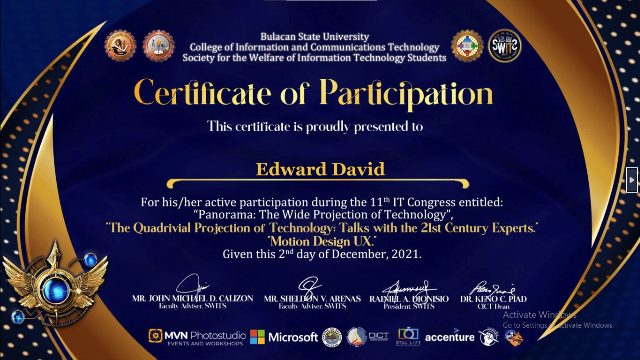 Bulacan State University
College of Information and Communications Technology
Society for the Welfare of Information Technology Students
SWITS
Certificate of Participation
This certificate is proudly presented to
Edward David
For his/her active participation during the 11th IT Congress entitled:
"Panorama: The Wide Projection of Technology",
"The Quadrivial Projection of Technology: Talks with the 21st Century Experts."
"Motion Design UX."
Given this 2nd day of December, 2021.
MR. JOHN MICHAEL D. CALIZON MR. SHELDON V. ARENAS RAINIEL A. DIONISIO DR. KENO C. PIAD
Faculty Adviser, SWITS Faculty Adviser, SWITS President, SWITS CICT Dean
Activate Windows
Go to Settings to activate Windows.
MVN Photostudio Microsoft DICT accenture
EVENTS AND WORKSHOPS